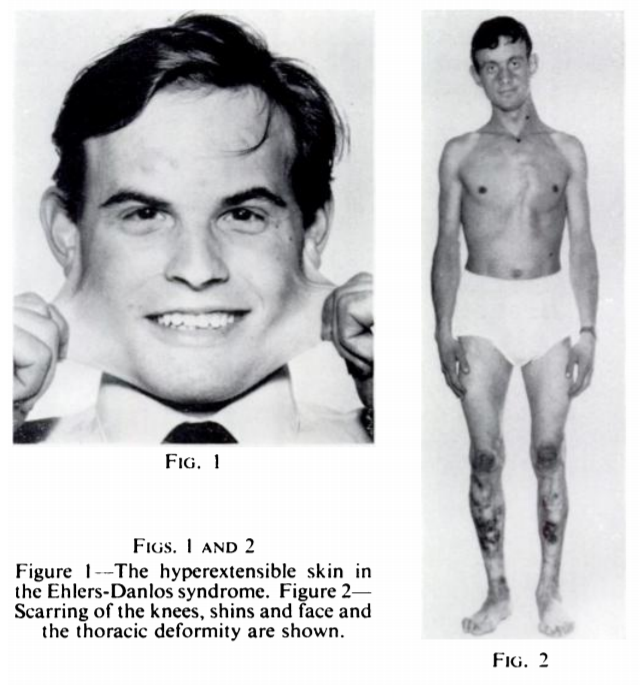 FIG. 1
FIGS. 1 AND 2
Figure 1—The hyperextensible skin in
the Ehlers-Danlos syndrome. Figure 2—
Scarring of the knees, shins and face and
the thoracic deformity are shown.
FIG. 2